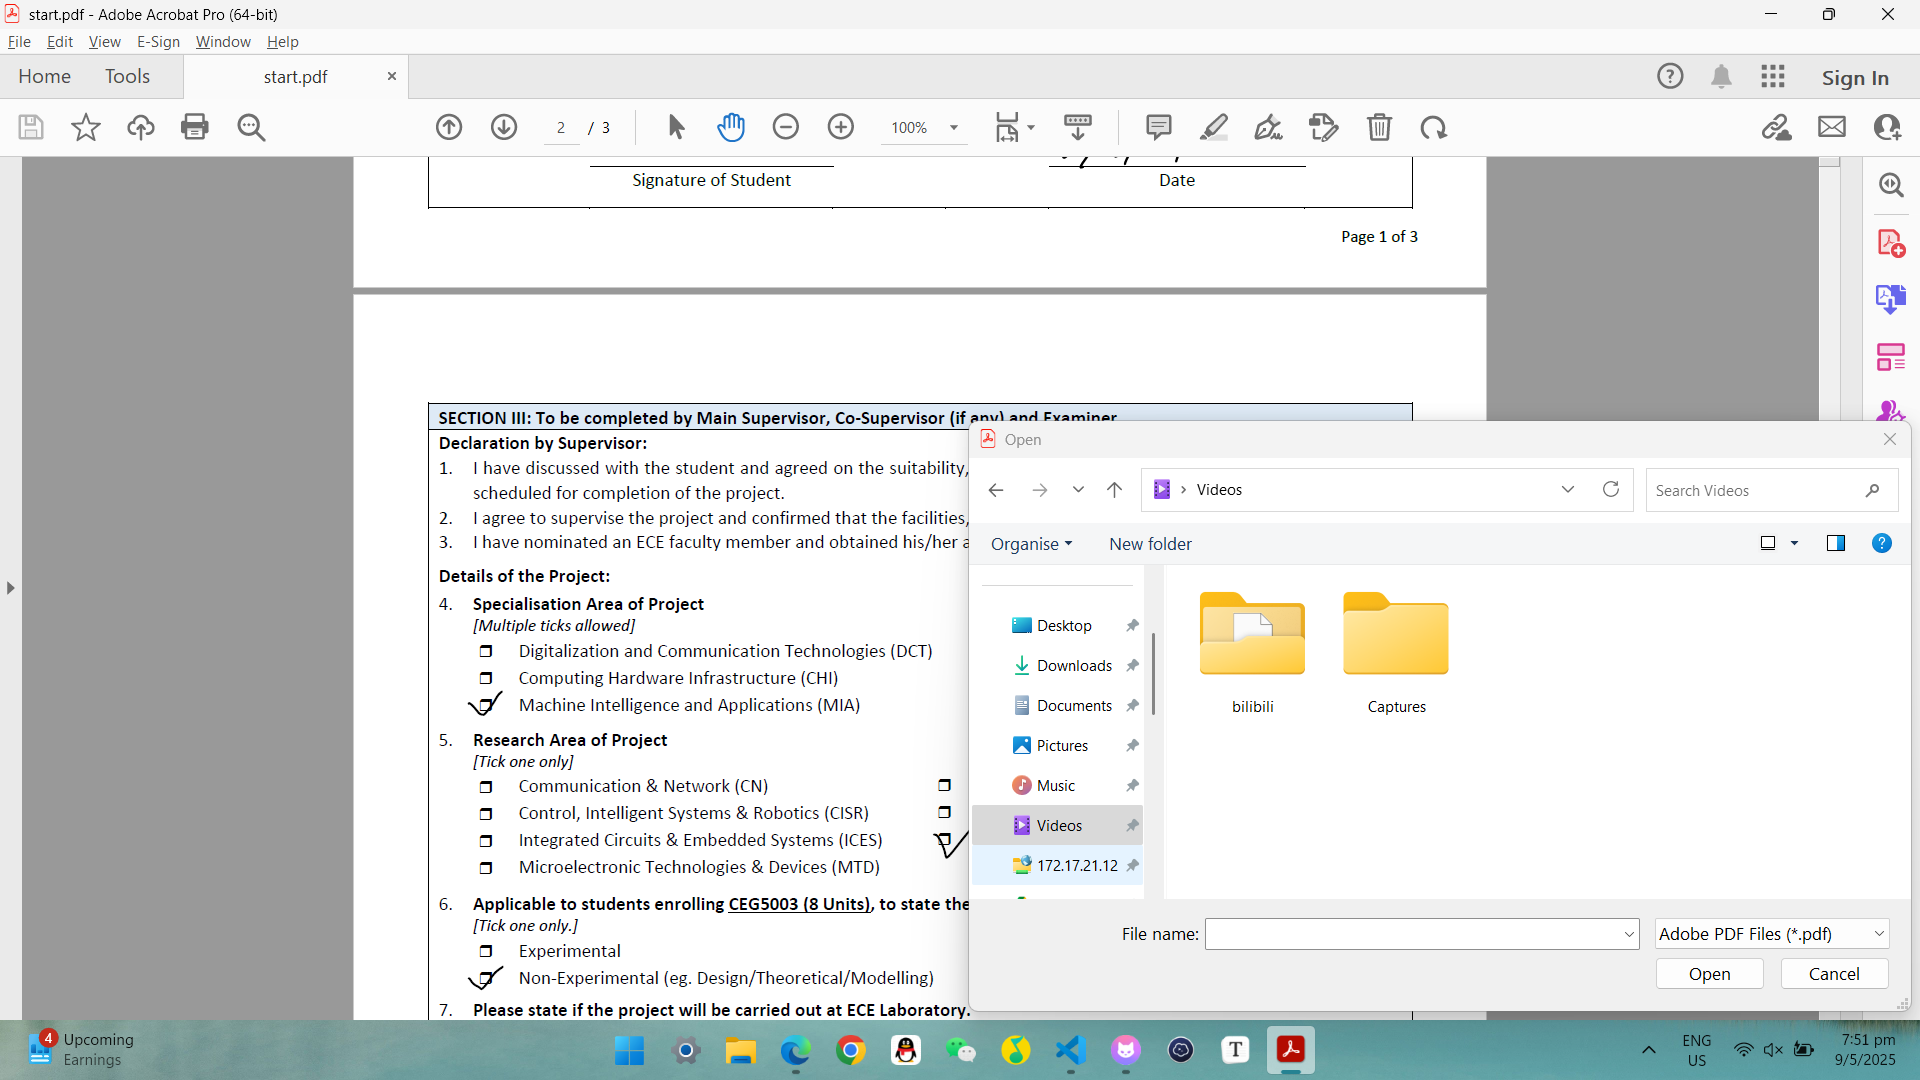 start.pdf - Adobe Acrobat Pro (64-bit)
File Edit View E-Sign Window Help
Home Tools start.pdf Sign In
2 / 3 100%
Signature of Student Date
Page 1 of 3
SECTION III: To be completed by Main Supervisor, Co-Supervisor (if any) and Examiner
Declaration by Supervisor:
1. I have discussed with the student and agreed on the suitability,
scheduled for completion of the project.
2. I agree to supervise the project and confirmed that the facilities,
3. I have nominated an ECE faculty member and obtained his/her a
Details of the Project:
4. Specialisation Area of Project
[Multiple ticks allowed]
Digitalization and Communication Technologies (DCT)
Computing Hardware Infrastructure (CHI)
Machine Intelligence and Applications (MIA)
5. Research Area of Project
[Tick one only]
Communication & Network (CN)
Control, Intelligent Systems & Robotics (CISR)
Integrated Circuits & Embedded Systems (ICES)
Microelectronic Technologies & Devices (MTD)
6. Applicable to students enrolling CEG5003 (8 Units), to state the
[Tick one only.]
Experimental
Non-Experimental (eg. Design/Theoretical/Modelling)
7. Please state if the project will be carried out at ECE Laboratory.
Open
Videos
Search Videos
Organise New folder
Desktop
Downloads
Documents
Pictures
Music
Videos
172.17.21.12
bilibili
Captures
File name:
Adobe PDF Files (*.pdf)
Open Cancel
4
Upcoming
Earnings
ENG
US
7:51 pm
9/5/2025